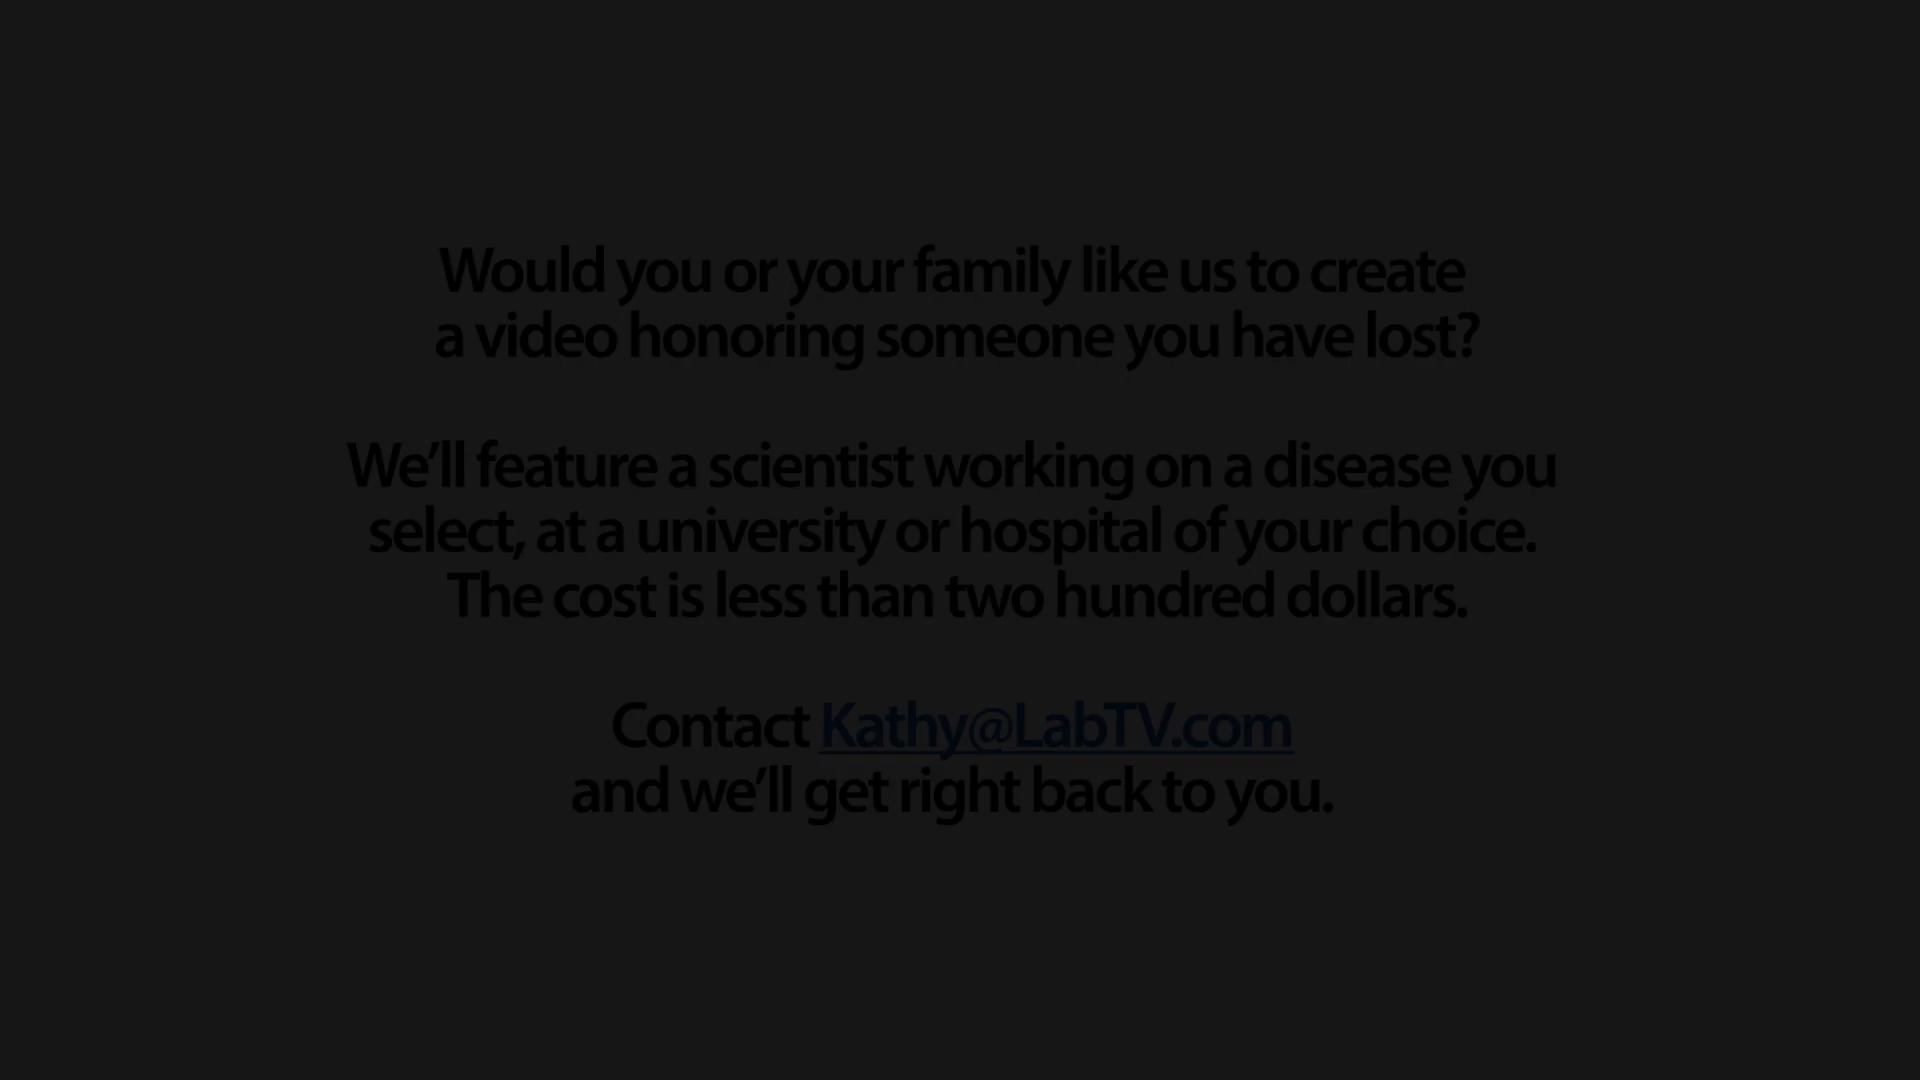 Would you or your family like us to create
a video honoring someone you have lost?
We’ll feature a scientist working on a disease you
select, at a university or hospital of your choice.
The cost is less than two hundred dollars.
Contact Kathy@LabTV.com
and we’ll get right back to you.